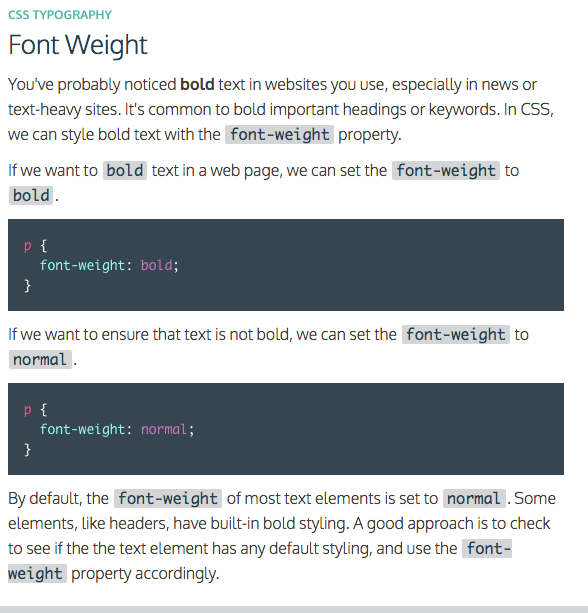 CSS TYPOGRAPHY
Font Weight
You've probably noticed bold text in websites you use, especially in news or
text-heavy sites. It's common to bold important headings or keywords. In CSS,
we can style bold text with the font-weight property.
If we want to bold text in a web page, we can set the font-weight to
bold.
p {
  font-weight: bold;
}
If we want to ensure that text is not bold, we can set the font-weight to
normal.
p {
  font-weight: normal;
}
By default, the font-weight of most text elements is set to normal. Some
elements, like headers, have built-in bold styling. A good approach is to check
to see if the the text element has any default styling, and use the font-
weight property accordingly.